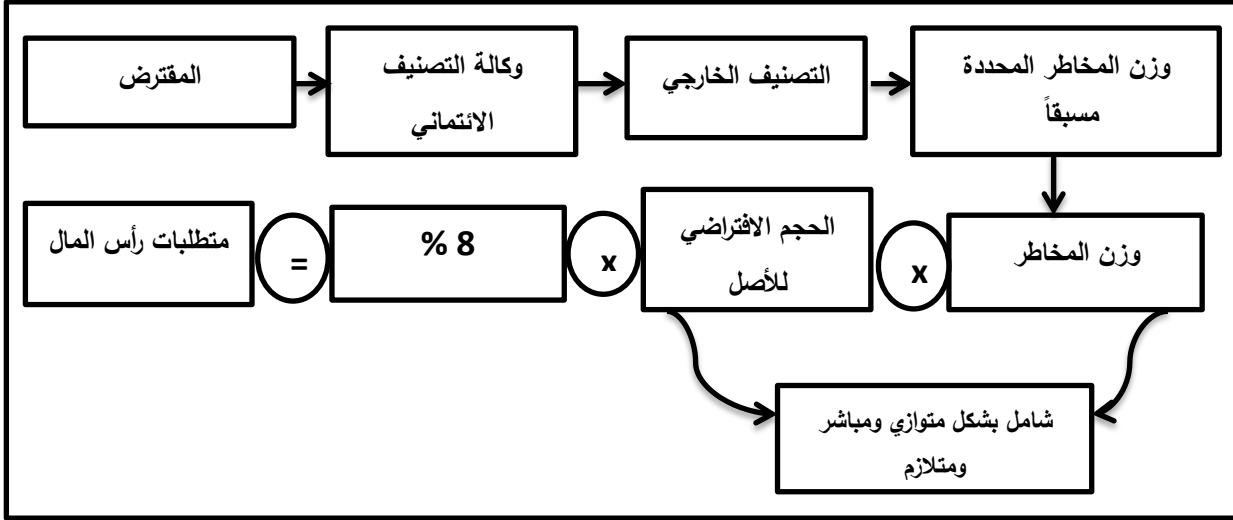 المقترض
وكالة التصنيف
الائتماني
التصنيف الخارجي
وزن المخاطر المحددة
مسبقاً
وزن المخاطر
x
الحجم الافتراضي
للأصل
x
% 8
=
متطلبات رأس المال
شامل بشكل متوازي ومباشر
ومتلازم